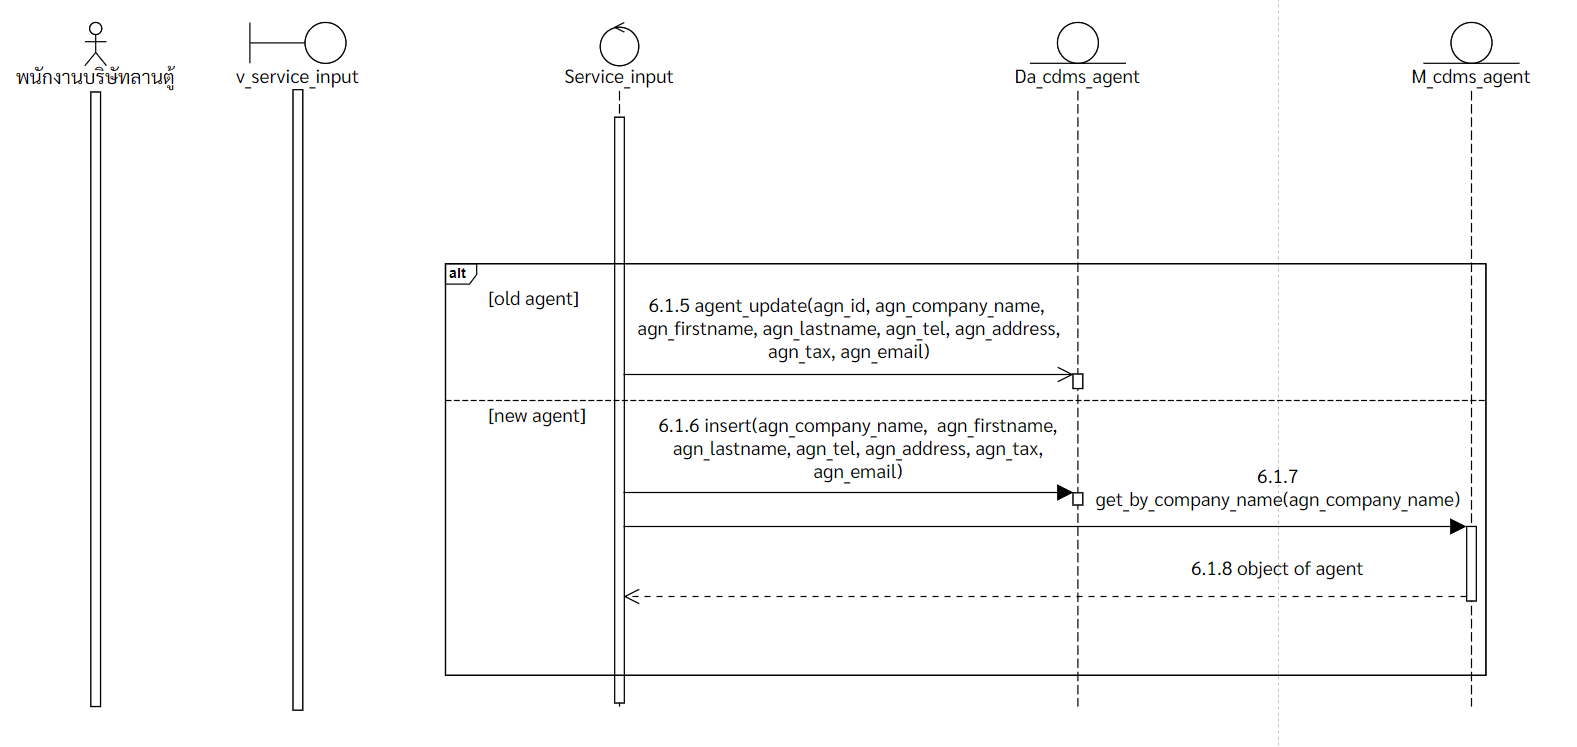 พนักงานบริษัทลานตู้
v_service_input
Service_input
Da_cdms_agent
M_cdms_agent
alt
[old agent]
6.1.5 agent_update(agn_id, agn_company_name,
agn_firstname, agn_lastname, agn_tel, agn_address,
agn_tax, agn_email)
[new agent]
6.1.6 insert(agn_company_name,  agn_firstname,
agn_lastname, agn_tel, agn_address, agn_tax,
agn_email)
6.1.7
get_by_company_name(agn_company_name)
6.1.8 object of agent